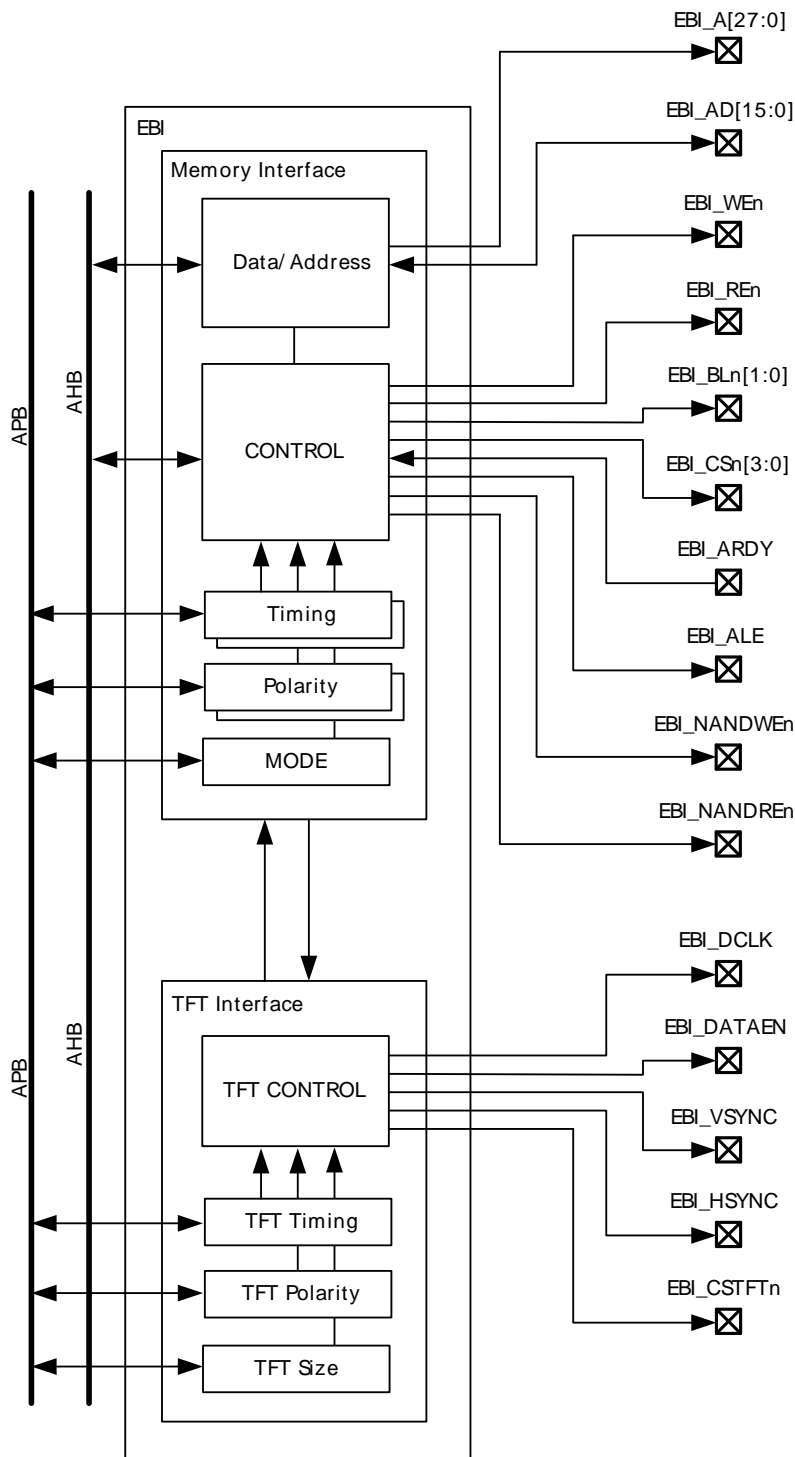 EBI_A[27:0]
EBI_AD[15:0]
EBI
Memory Interface
EBI_WEn
Data/Address
EBI_REn
EBI_BLn[1:0]
APB
AHB
CONTROL
EBI_CSn[3:0]
EBI_ARDY
Timing
EBI_ALE
Polarity
EBI_NANDWEn
MODE
EBI_NANDREn
EBI_DCLK
TFT Interface
EBI_DATAEN
APB
AHB
TFT CONTROL
EBI_VSYNC
EBI_HSYNC
TFT Timing
TFT Polarity
EBI_CSTFTn
TFT Size